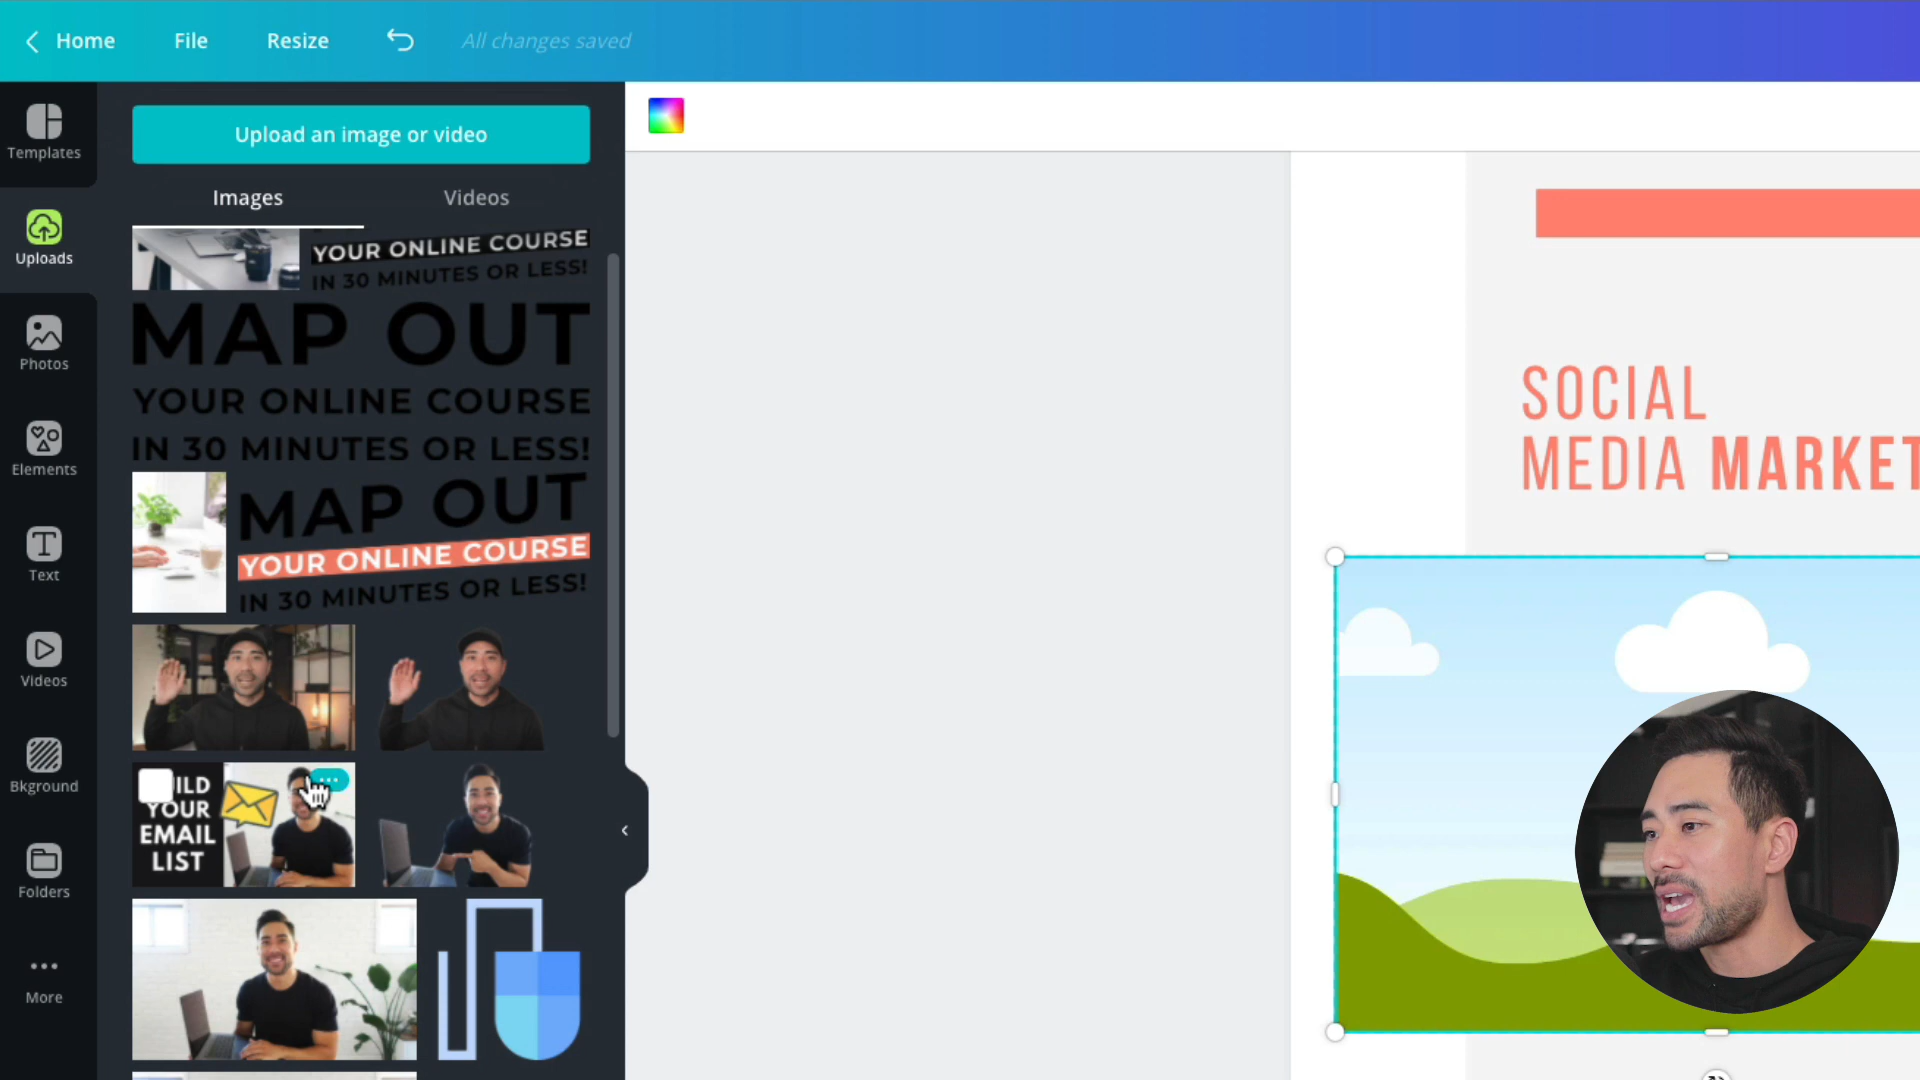 Home
File
Resize
All changes saved
Templates
Uploads
Photos
Elements
Text
Videos
Bkground
Folders
More
Upload an image or video
Images
Videos
YOUR ONLINE COURSE
IN 30 MINUTES OR LESS!
MAP OUT
YOUR ONLINE COURSE
IN 30 MINUTES OR LESS!
MAP OUT
YOUR ONLINE COURSE
IN 30 MINUTES OR LESS!
ILD
YOUR
EMAIL
LIST
SOCIAL
MEDIA MARKET